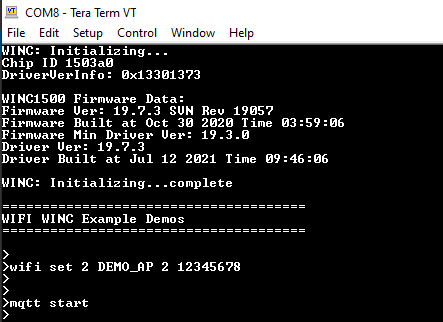 COM8 - Tera Term VT
File Edit Setup Control Window Help
WINC: Initializing...
Chip ID 1503a0
DriverVerInfo: 0x13301373
WINC1500 Firmware Data:
Firmware Ver: 19.7.3 SVN Rev 19057
Firmware Built at Oct 30 2020 Time 03:59:06
Firmware Min Driver Ver: 19.3.0
Driver Ver: 19.7.3
Driver Built at Jul 12 2021 Time 09:46:06
WINC: Initializing...complete
======================================
WIFI WINC Example Demos
======================================
>
>wifi set 2 DEMO_AP 2 12345678
>
>
>mqtt start
>